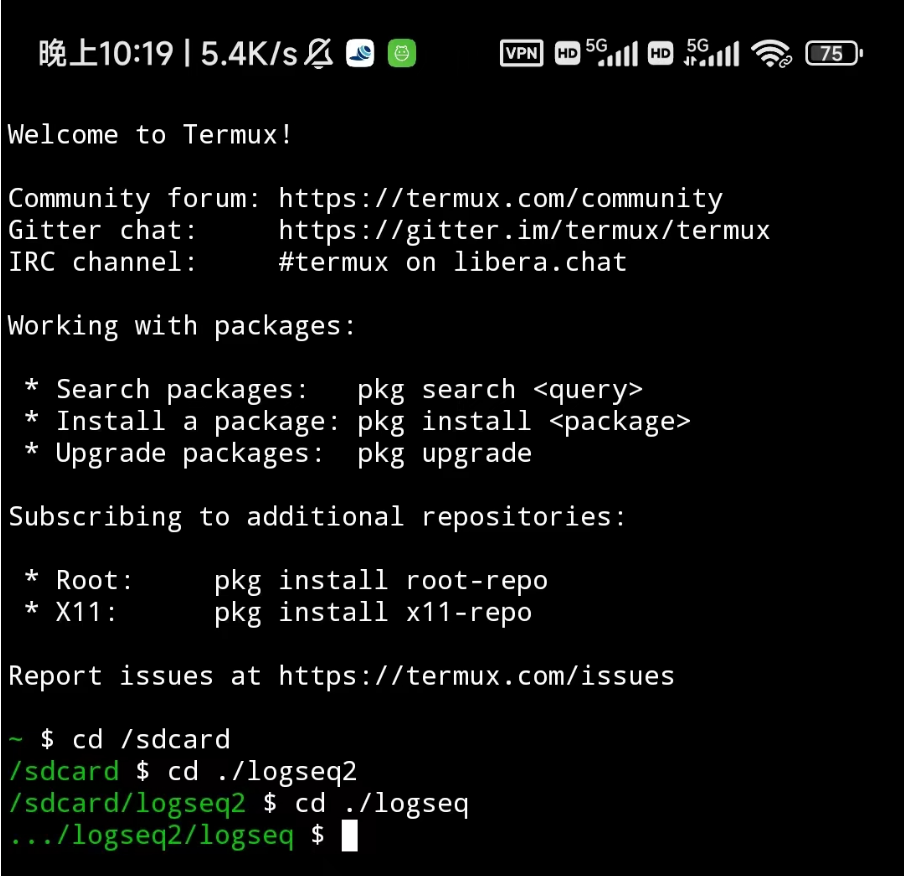 晚上10:19 | 5.4K/s VPN HD 5G HD 5G 75
Welcome to Termux!
Community forum: https://termux.com/community
Gitter chat:     https://gitter.im/termux/termux
IRC channel:     #termux on libera.chat
Working with packages:
 * Search packages:   pkg search <query>
 * Install a package: pkg install <package>
 * Upgrade packages:  pkg upgrade
Subscribing to additional repositories:
 * Root:     pkg install root-repo
 * X11:      pkg install x11-repo
Report issues at https://termux.com/issues
~ $ cd /sdcard
/sdcard $ cd ./logseq2
/sdcard/logseq2 $ cd ./logseq
.../logseq2/logseq $